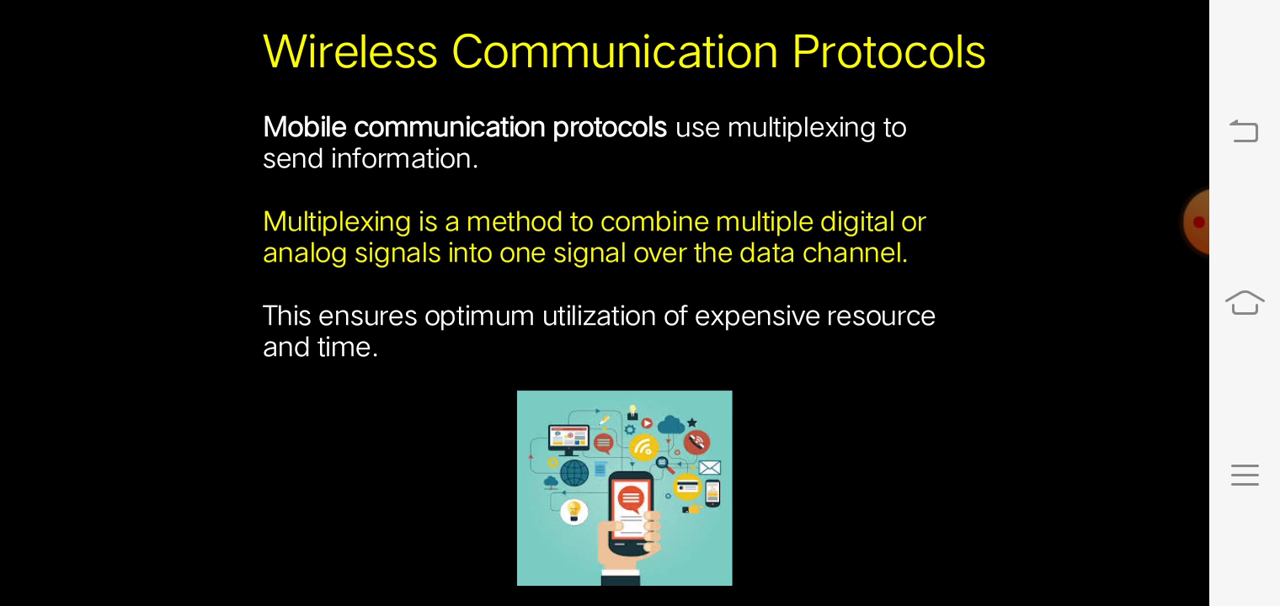 Wireless Communication Protocols
Mobile communication protocols use multiplexing to
send information.
Multiplexing is a method to combine multiple digital or
analog signals into one signal over the data channel.
This ensures optimum utilization of expensive resource
and time.